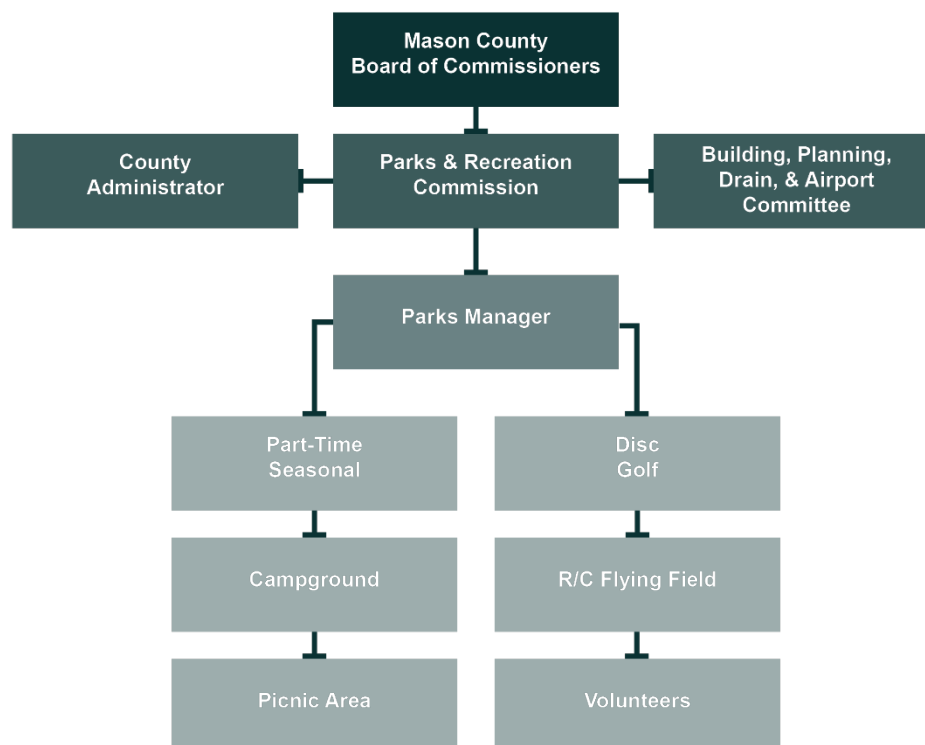 Mason County
Board of Commissioners
County
Administrator
Parks & Recreation
Commission
Building, Planning,
Drain, & Airport
Committee
Parks Manager
Part-Time
Seasonal
Disc
Golf
Campground
R/C Flying Field
Picnic Area
Volunteers